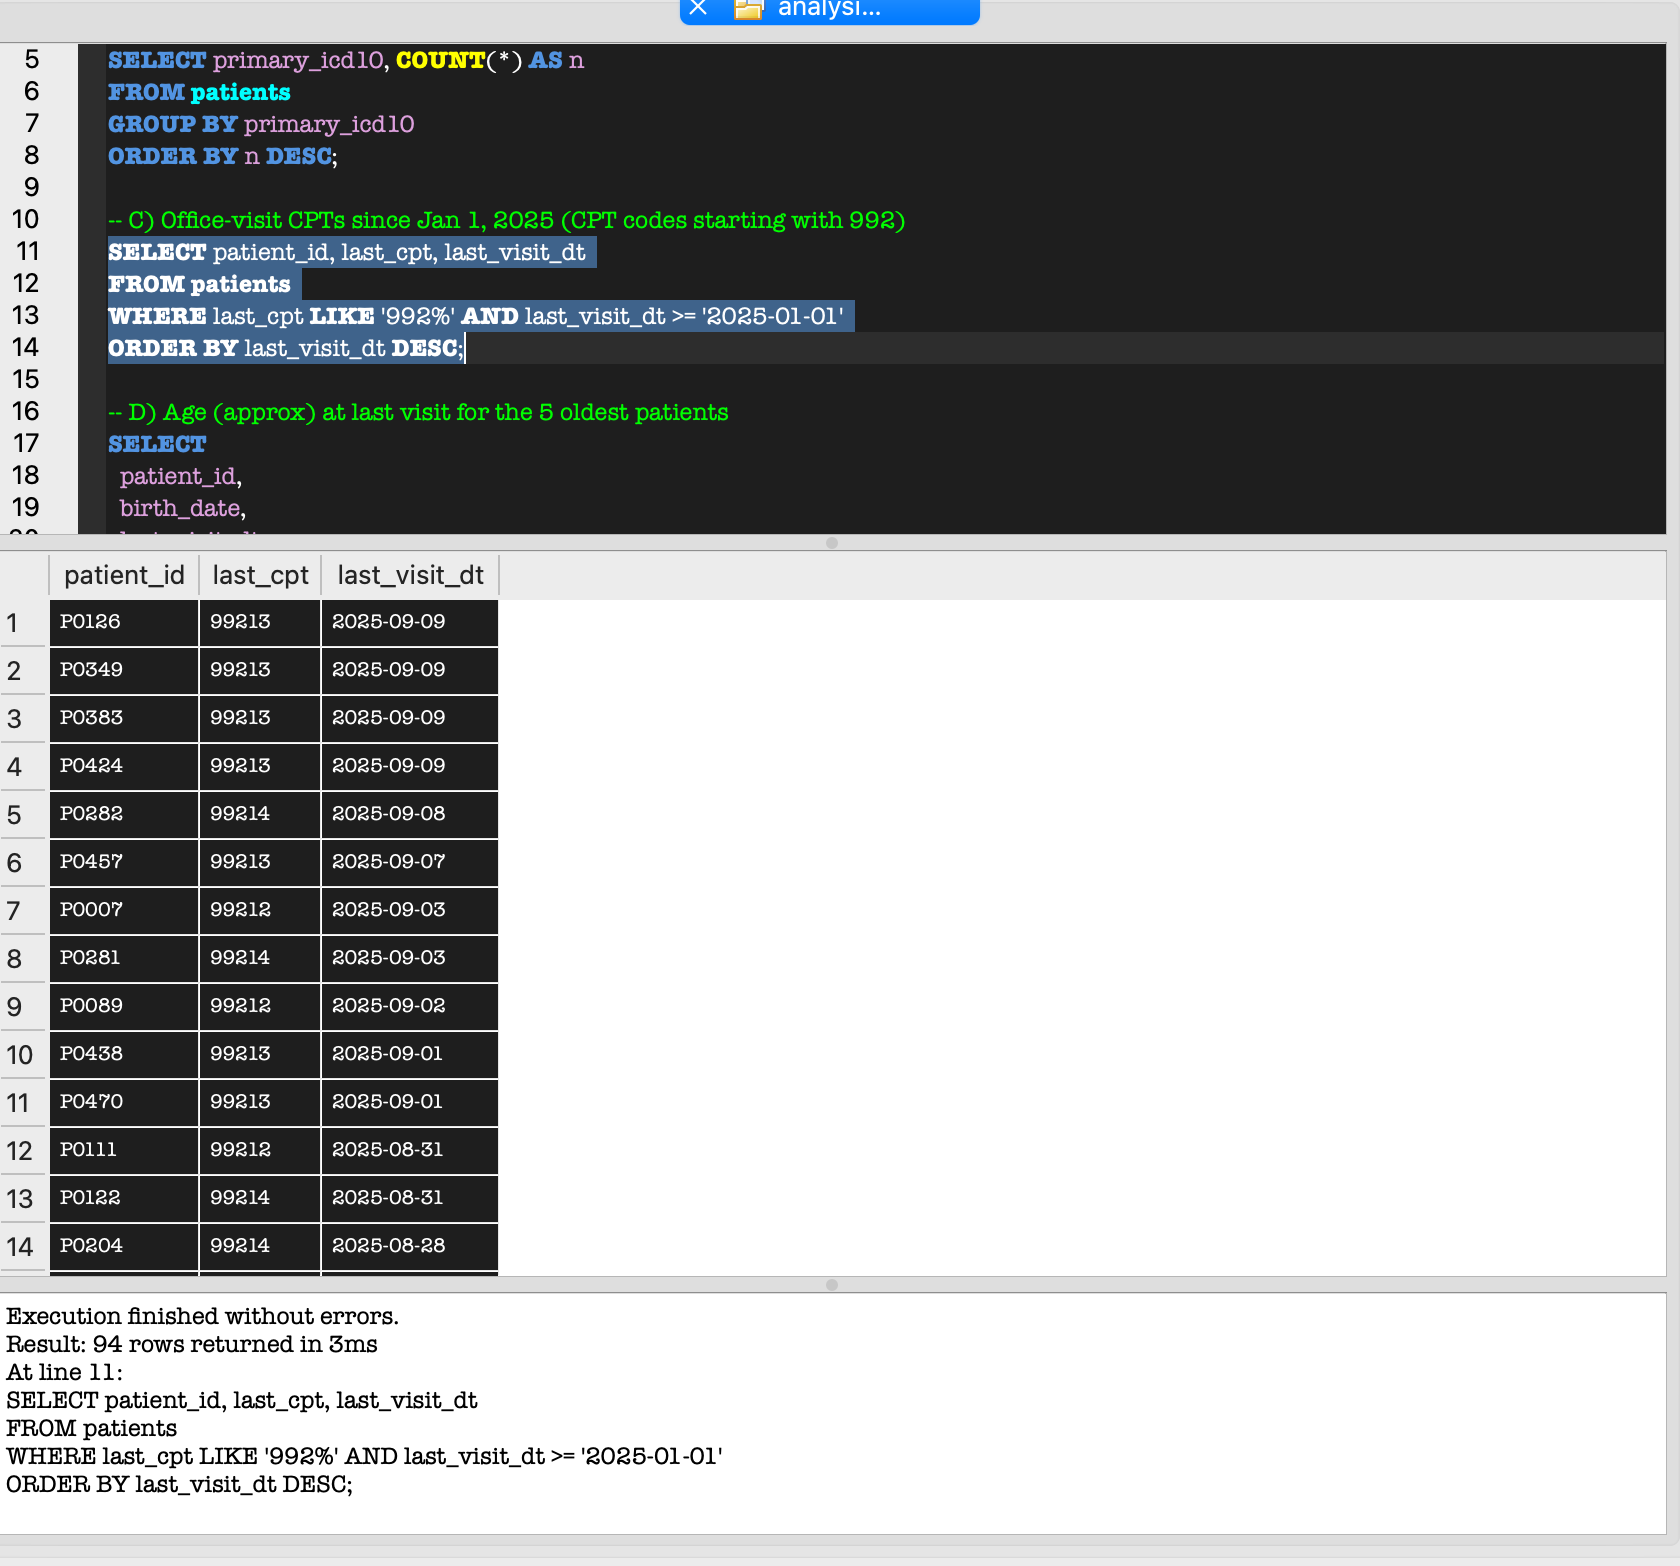 analysi...
5 SELECT primary_icd10, COUNT(*) AS n
6 FROM patients
7 GROUP BY primary_icd10
8 ORDER BY n DESC;
9
10 -- C) Office-visit CPTs since Jan 1, 2025 (CPT codes starting with 992)
11 SELECT patient_id, last_cpt, last_visit_dt
12 FROM patients
13 WHERE last_cpt LIKE '992%' AND last_visit_dt >= '2025-01-01'
14 ORDER BY last_visit_dt DESC;
15
16 -- D) Age (approx) at last visit for the 5 oldest patients
17 SELECT
18 patient_id,
19 birth_date,
patient_id last_cpt last_visit_dt
1 P0126 99213 2025-09-09
2 P0349 99213 2025-09-09
3 P0383 99213 2025-09-09
4 P0424 99213 2025-09-09
5 P0282 99214 2025-09-08
6 P0457 99213 2025-09-07
7 P0007 99212 2025-09-03
8 P0281 99214 2025-09-03
9 P0089 99212 2025-09-02
10 P0438 99213 2025-09-01
11 P0470 99213 2025-09-01
12 P0111 99212 2025-08-31
13 P0122 99214 2025-08-31
14 P0204 99214 2025-08-28
Execution finished without errors.
Result: 94 rows returned in 3ms
At line 11:
SELECT patient_id, last_cpt, last_visit_dt
FROM patients
WHERE last_cpt LIKE '992%' AND last_visit_dt >= '2025-01-01'
ORDER BY last_visit_dt DESC;